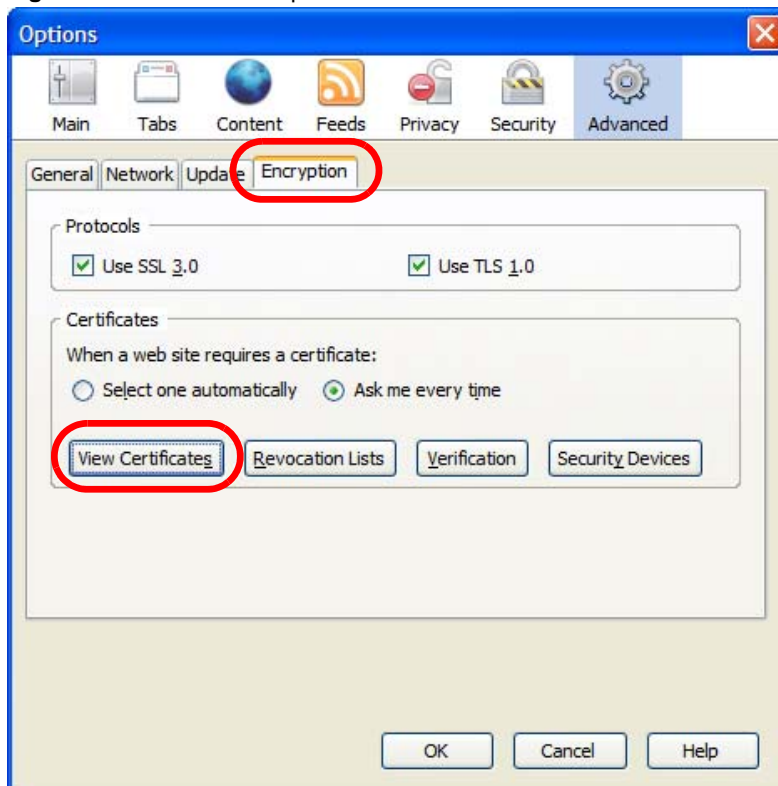 Options
Main Tabs Content Feeds Privacy Security Advanced
General Network Update Encryption
Protocols
Use SSL 3.0 Use TLS 1.0
Certificates
When a web site requires a certificate:
Select one automatically Ask me every time
View Certificates Revocation Lists Verification Security Devices
OK Cancel Help